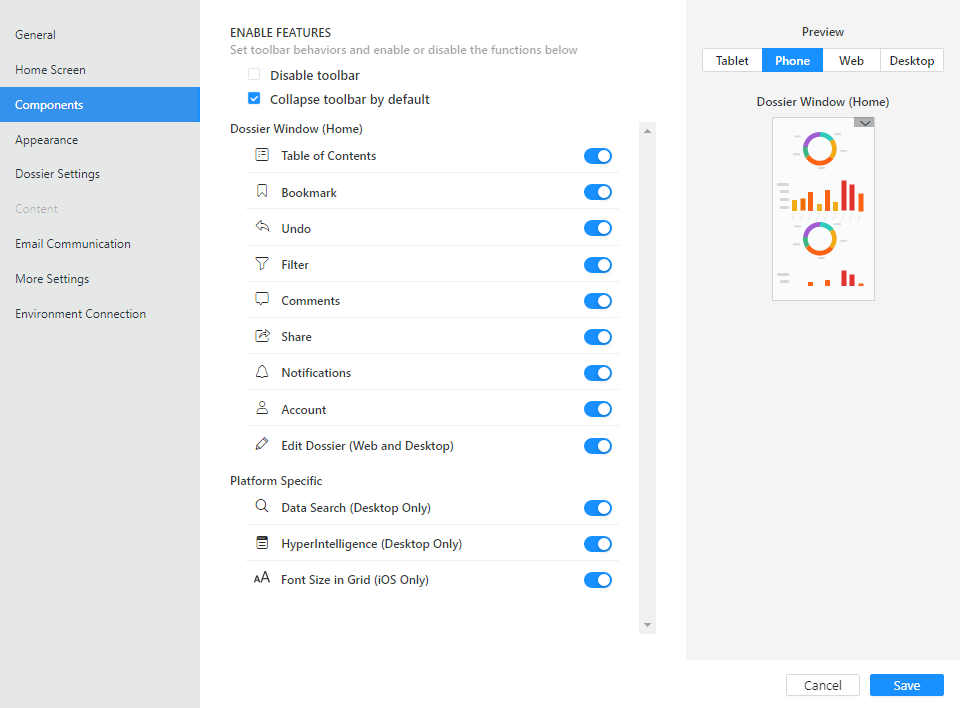 General
Home Screen
Components
Appearance
Dossier Settings
Content
Email Communication
More Settings
Environment Connection
ENABLE FEATURES
Set toolbar behaviors and enable or disable the functions below
Disable toolbar
Collapse toolbar by default
Dossier Window (Home)
Table of Contents
Bookmark
Undo
Filter
Comments
Share
Notifications
Account
Edit Dossier (Web and Desktop)
Platform Specific
Data Search (Desktop Only)
HyperIntelligence (Desktop Only)
AA Font Size in Grid (iOS Only)
Preview
Tablet Phone Web Desktop
Dossier Window (Home)
Cancel Save